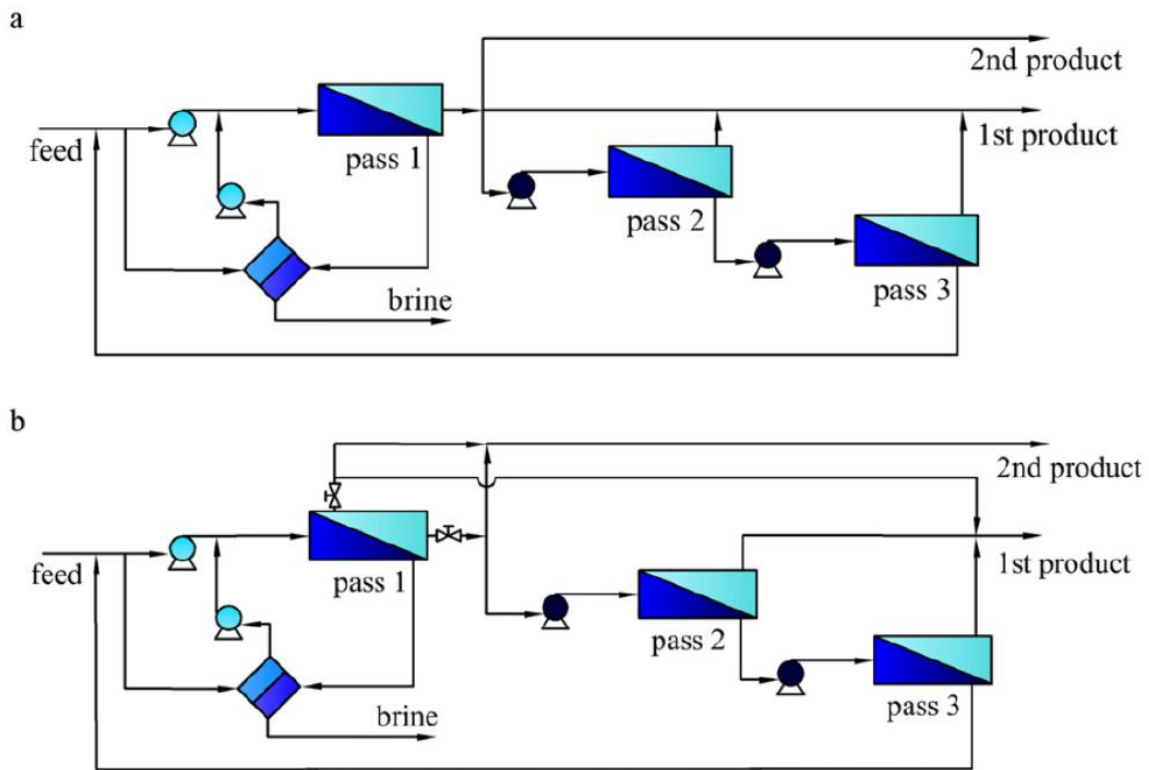 a
2nd product
feed
1st product
pass 1
pass 2
pass 3
brine
b
2nd product
feed
1st product
pass 1
pass 2
pass 3
brine